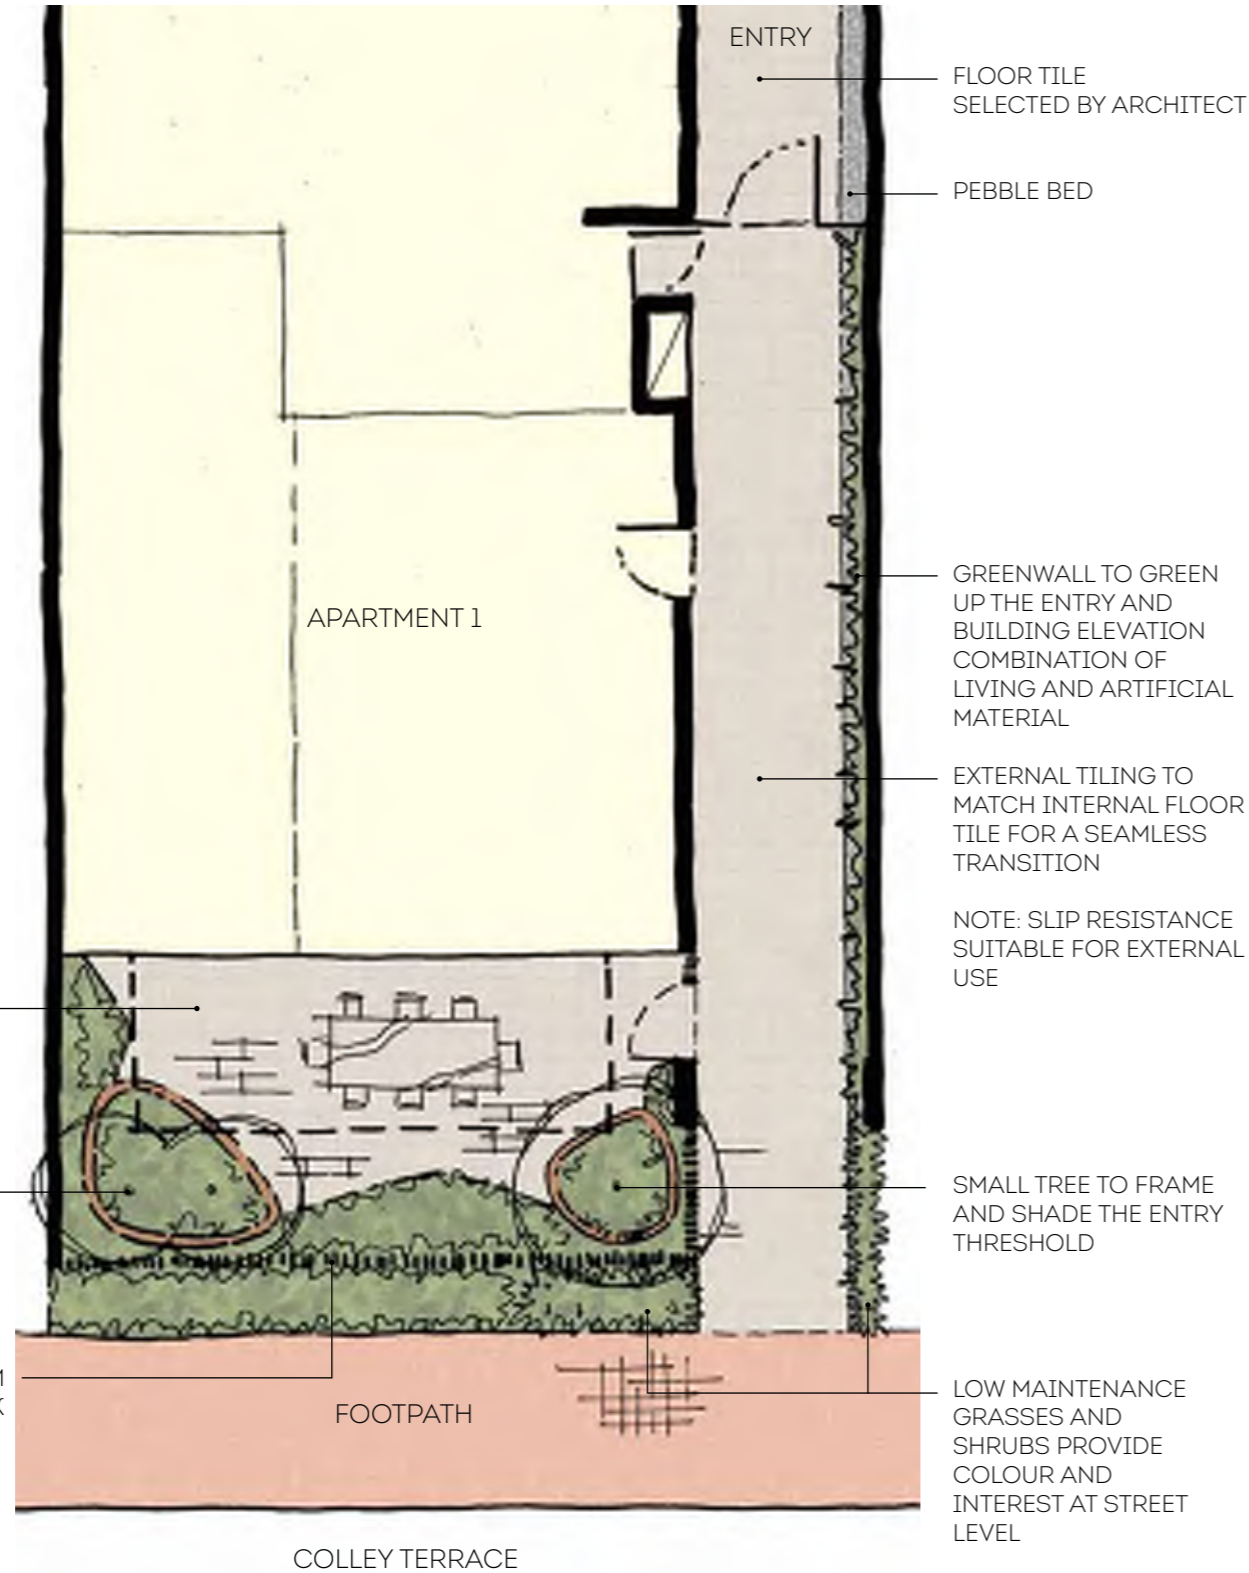 ENTRY
FLOOR TILE
SELECTED BY ARCHITECT
PEBBLE BED
GREENWALL TO GREEN
UP THE ENTRY AND
BUILDING ELEVATION
COMBINATION OF
LIVING AND ARTIFICIAL
MATERIAL
APARTMENT 1
EXTERNAL TILING TO
MATCH INTERNAL FLOOR
TILE FOR A SEAMLESS
TRANSITION
NOTE: SLIP RESISTANCE
SUITABLE FOR EXTERNAL
USE
SMALL TREE TO FRAME
AND SHADE THE ENTRY
THRESHOLD
LOW MAINTENANCE
GRASSES AND
SHRUBS PROVIDE
COLOUR AND
INTEREST AT STREET
LEVEL
FOOTPATH
COLLEY TERRACE